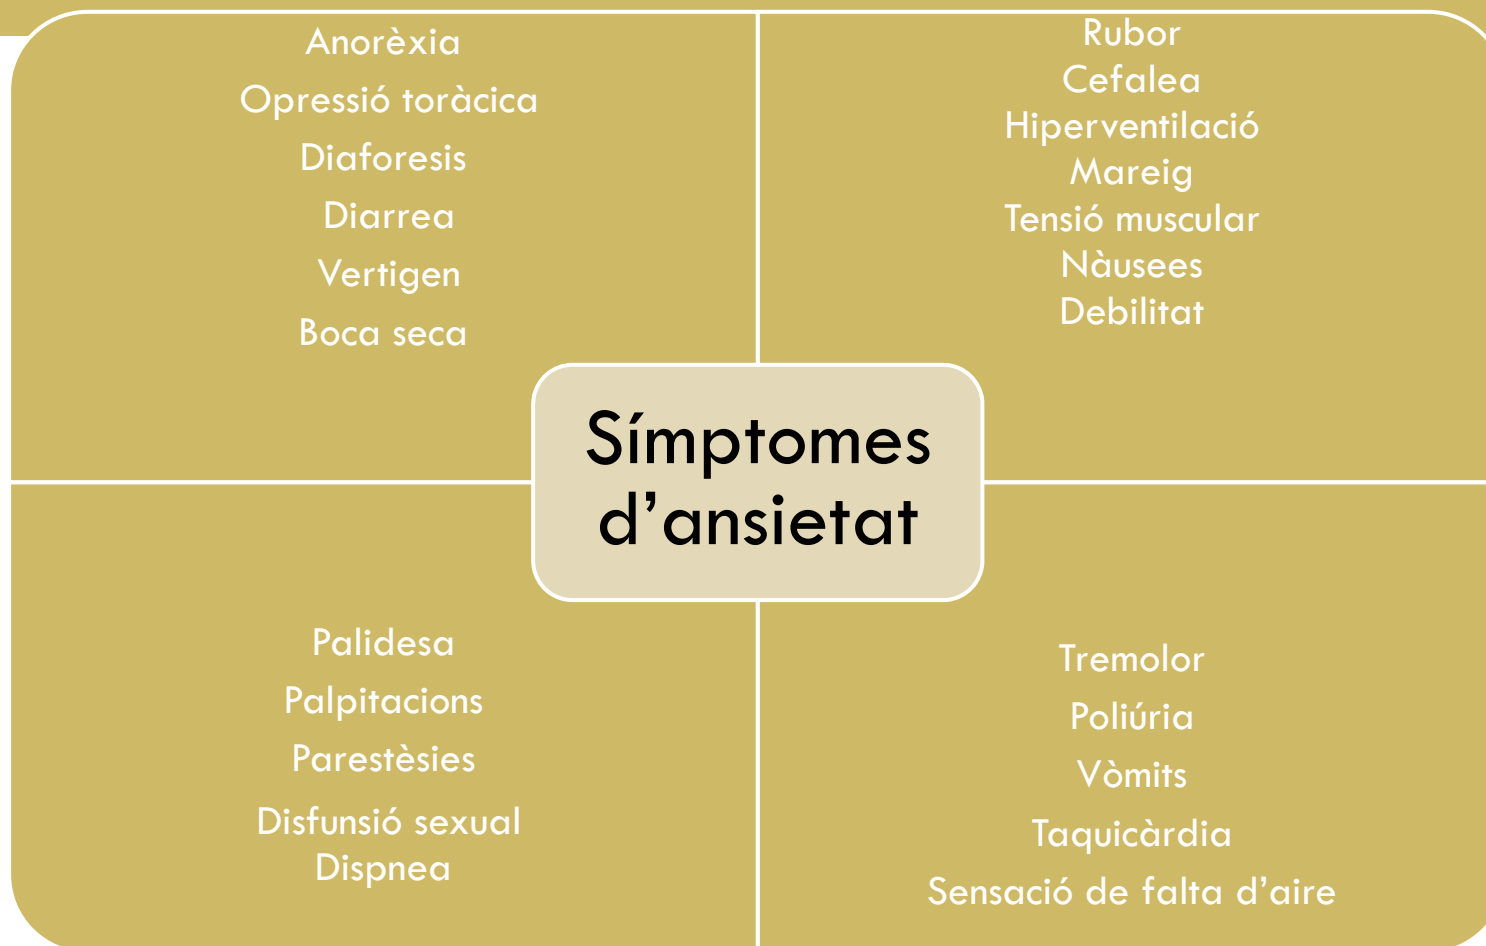 Anorèxia
Opressió toràcica
Diaforesis
Diarrea
Vertigen
Boca seca
Rubor
Cefalea
Hiperventilació
Mareig
Tensió muscular
Nàusees
Debilitat
Símptomes
d’ansietat
Palidesa
Palpitacions
Parestèsies
Disfunsió sexual
Dispnea
Tremolor
Poliúria
Vòmits
Taquicàrdia
Sensació de falta d’aire